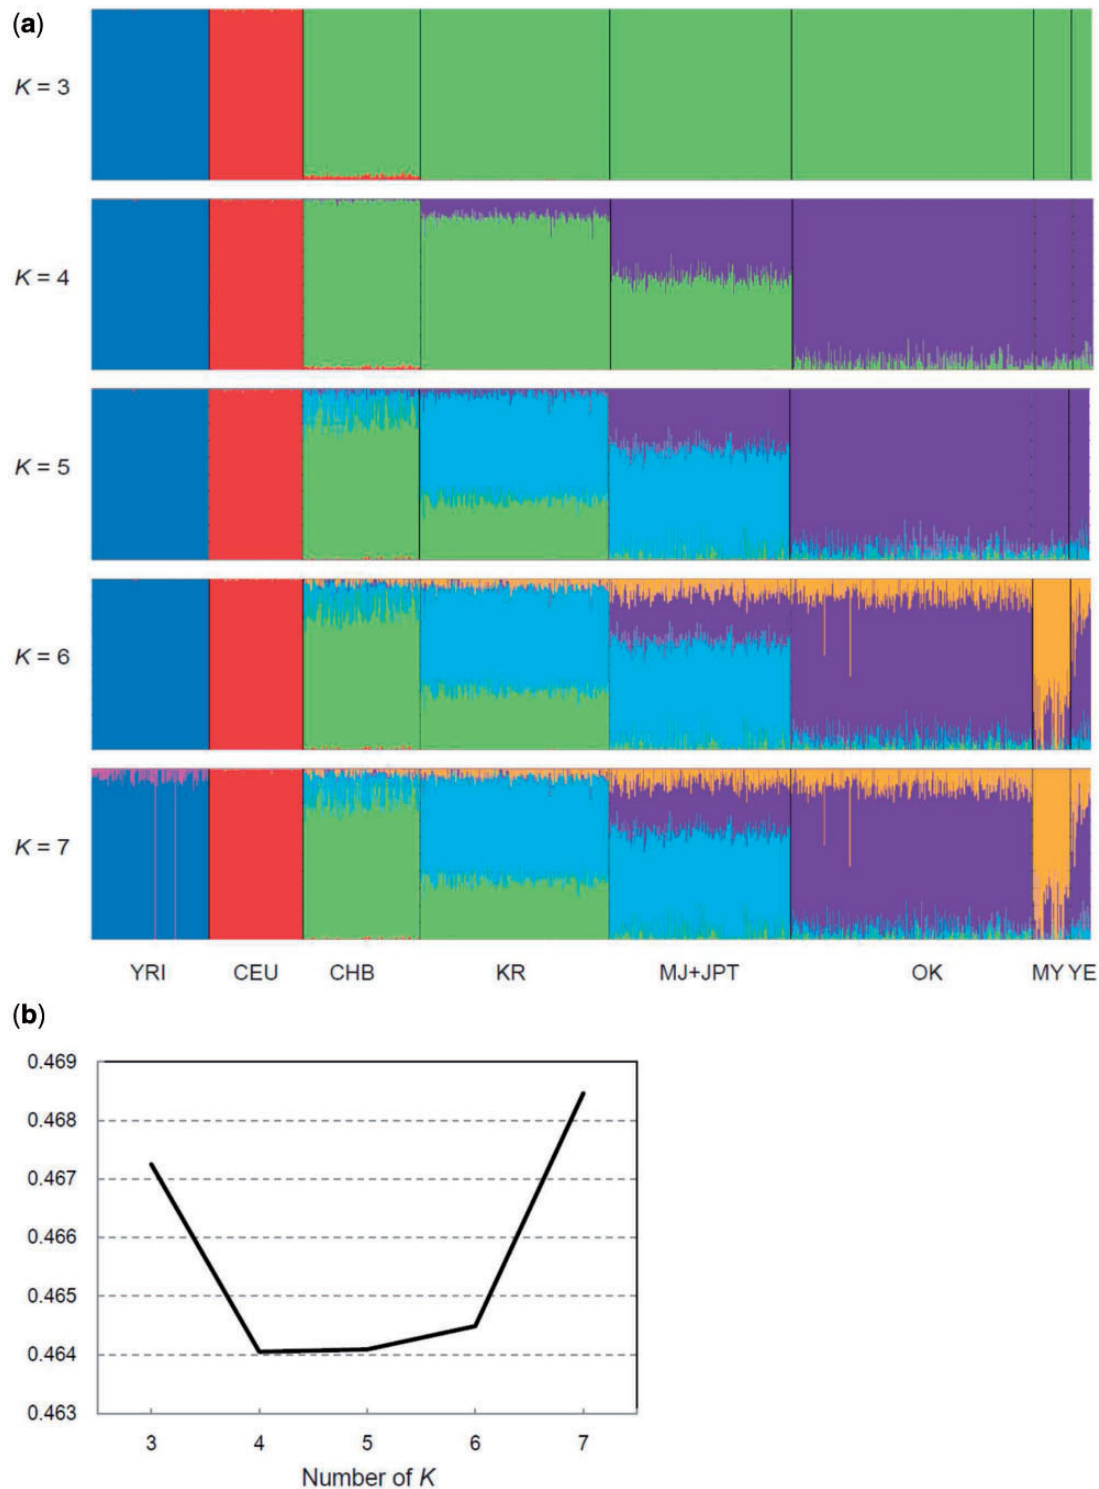 (a)
K = 3
K = 4
K = 5
K = 6
K = 7
YRI CEU CHB KR MJ+JPT OK MY YE
(b)
0.469
0.468
0.467
0.466
0.465
0.464
0.463
3 4 5 6 7
Number of K